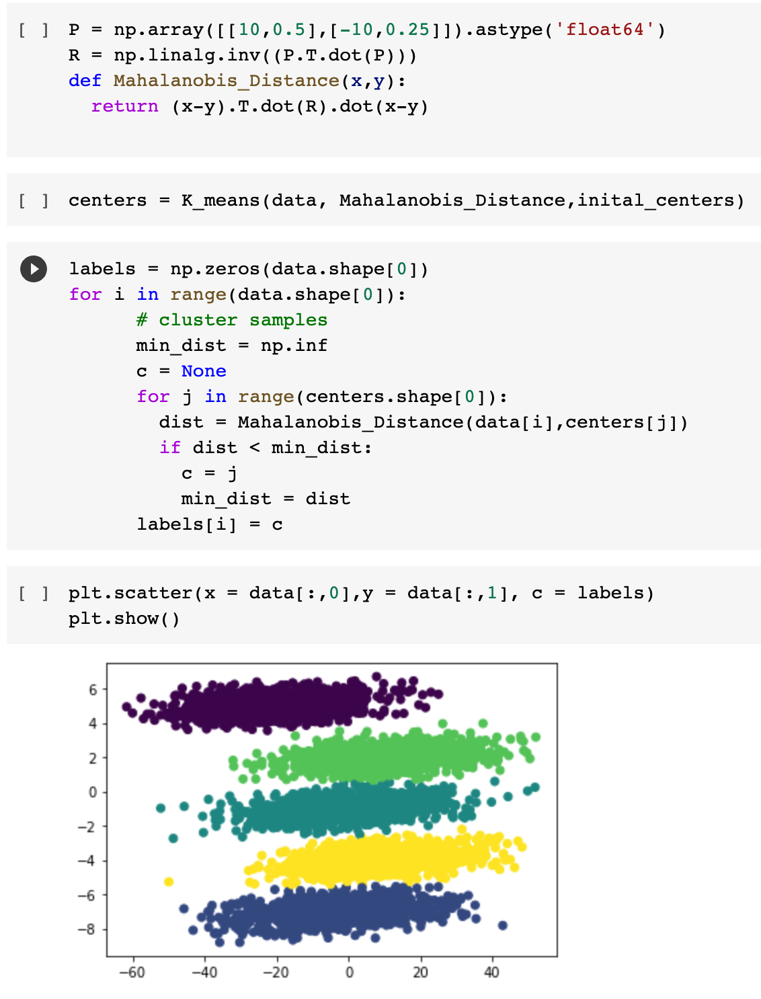 [ ] P = np.array([[10,0.5],[-10,0.25]]).astype('float64')
R = np.linalg.inv((P.T.dot(P)))
def Mahalanobis_Distance(x,y):
  return (x-y).T.dot(R).dot(x-y)
[ ] centers = K_means(data, Mahalanobis_Distance,inital_centers)
labels = np.zeros(data.shape[0])
for i in range(data.shape[0]):
      # cluster samples
      min_dist = np.inf
      c = None
      for j in range(centers.shape[0]):
        dist = Mahalanobis_Distance(data[i],centers[j])
        if dist < min_dist:
          c = j
          min_dist = dist
      labels[i] = c
[ ] plt.scatter(x = data[:,0],y = data[:,1], c = labels)
plt.show()
6
4
2
0
−2
−4
−6
−8
−60 −40 −20 0 20 40